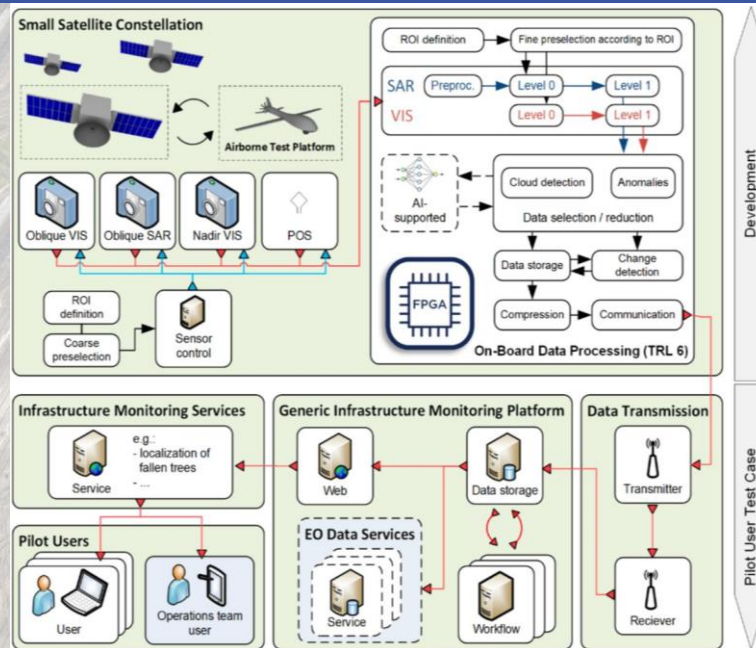 Small Satellite Constellation
Airborne Test Platform
Oblique VIS
Oblique SAR
Nadir VIS
POS
ROI
definition
Coarse
preselection
Sensor
control
ROI definition
Fine preselection according to ROI
SAR
Preproc.
Level 0
Level 1
VIS
Level 0
Level 1
AI-
supported
Cloud detection
Anomalies
Data selection / reduction
Data storage
Change
detection
FPGA
Compression
Communication
On-Board Data Processing (TRL 6)
Development
Infrastructure Monitoring Services
Service
e.g.:
- localization of
fallen trees
- ...
Pilot Users
User
Operations team
user
Generic Infrastructure Monitoring Platform
Web
Data storage
EO Data Services
Service
Workflow
Data Transmission
Transmitter
Reciever
Pilot User Test Case